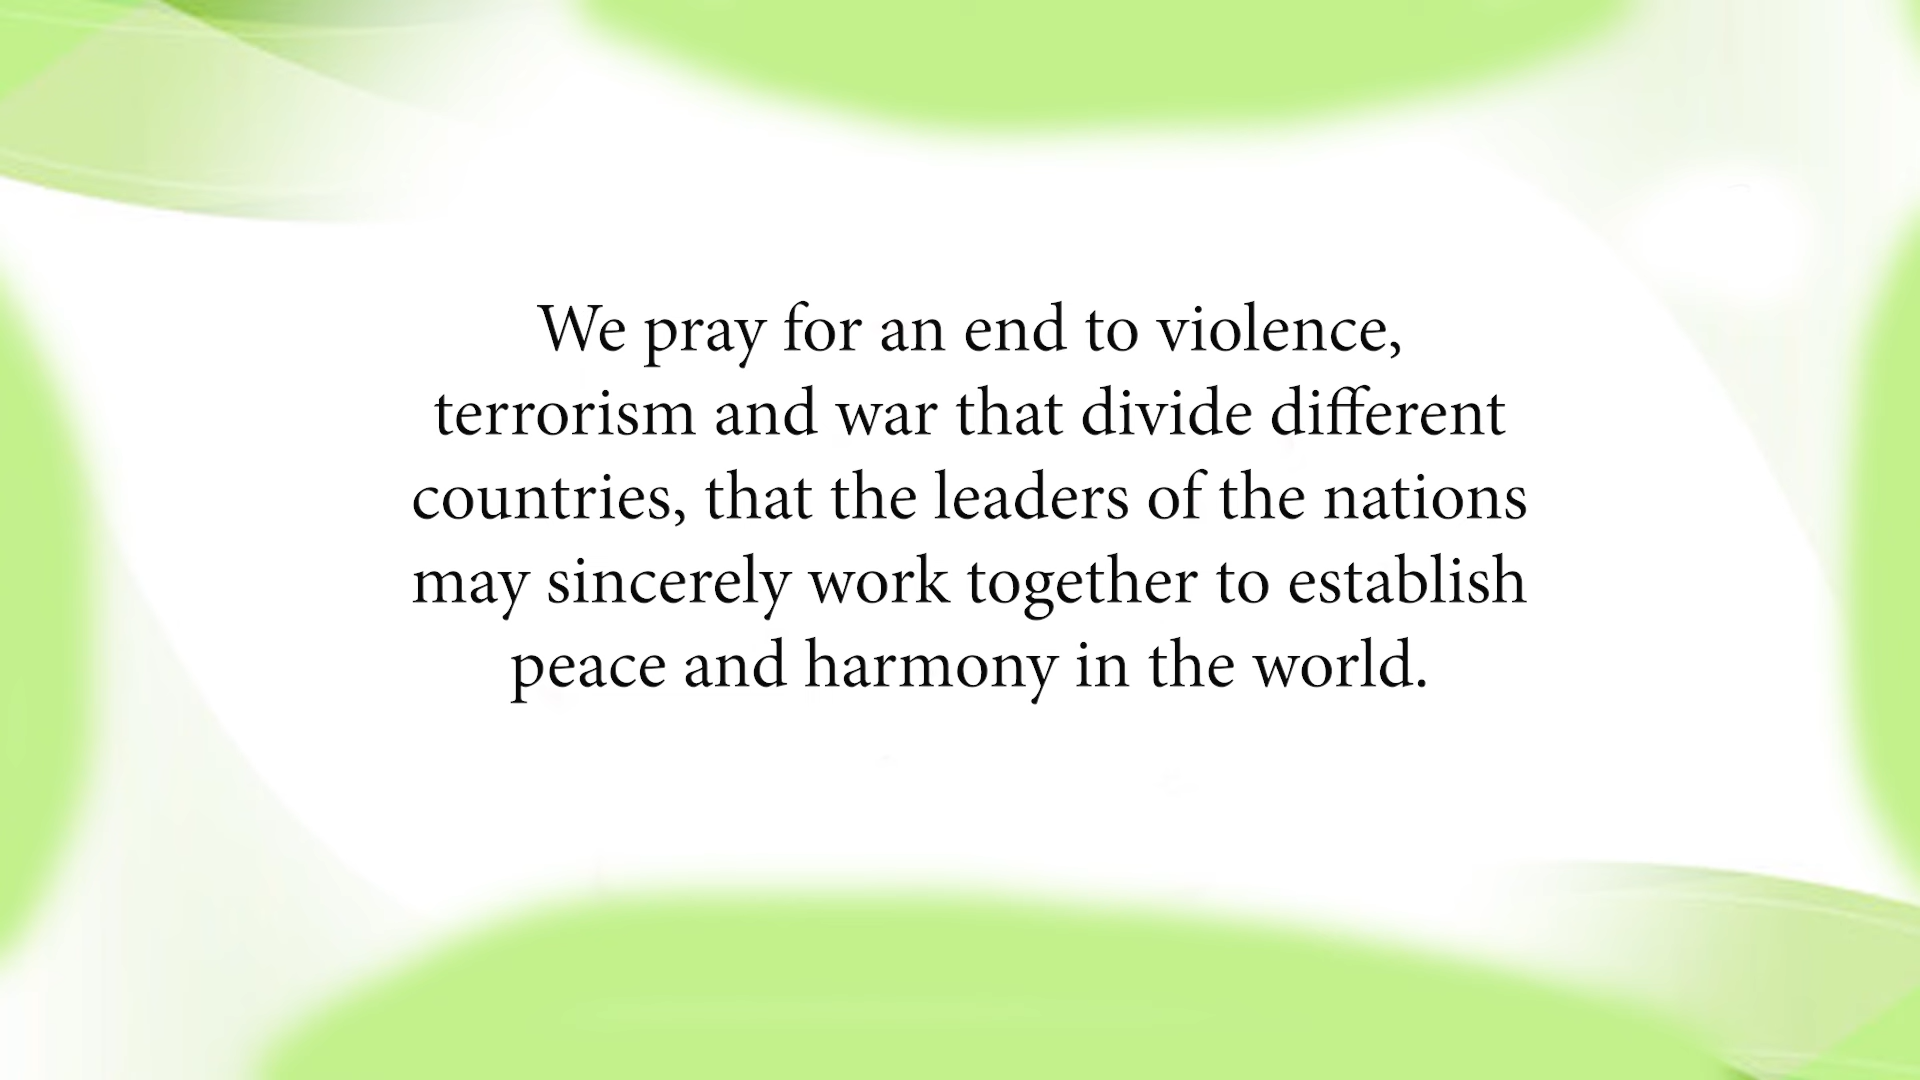 We pray for an end to violence,
terrorism and war that divide different
countries, that the leaders of the nations
may sincerely work together to establish
peace and harmony in the world.